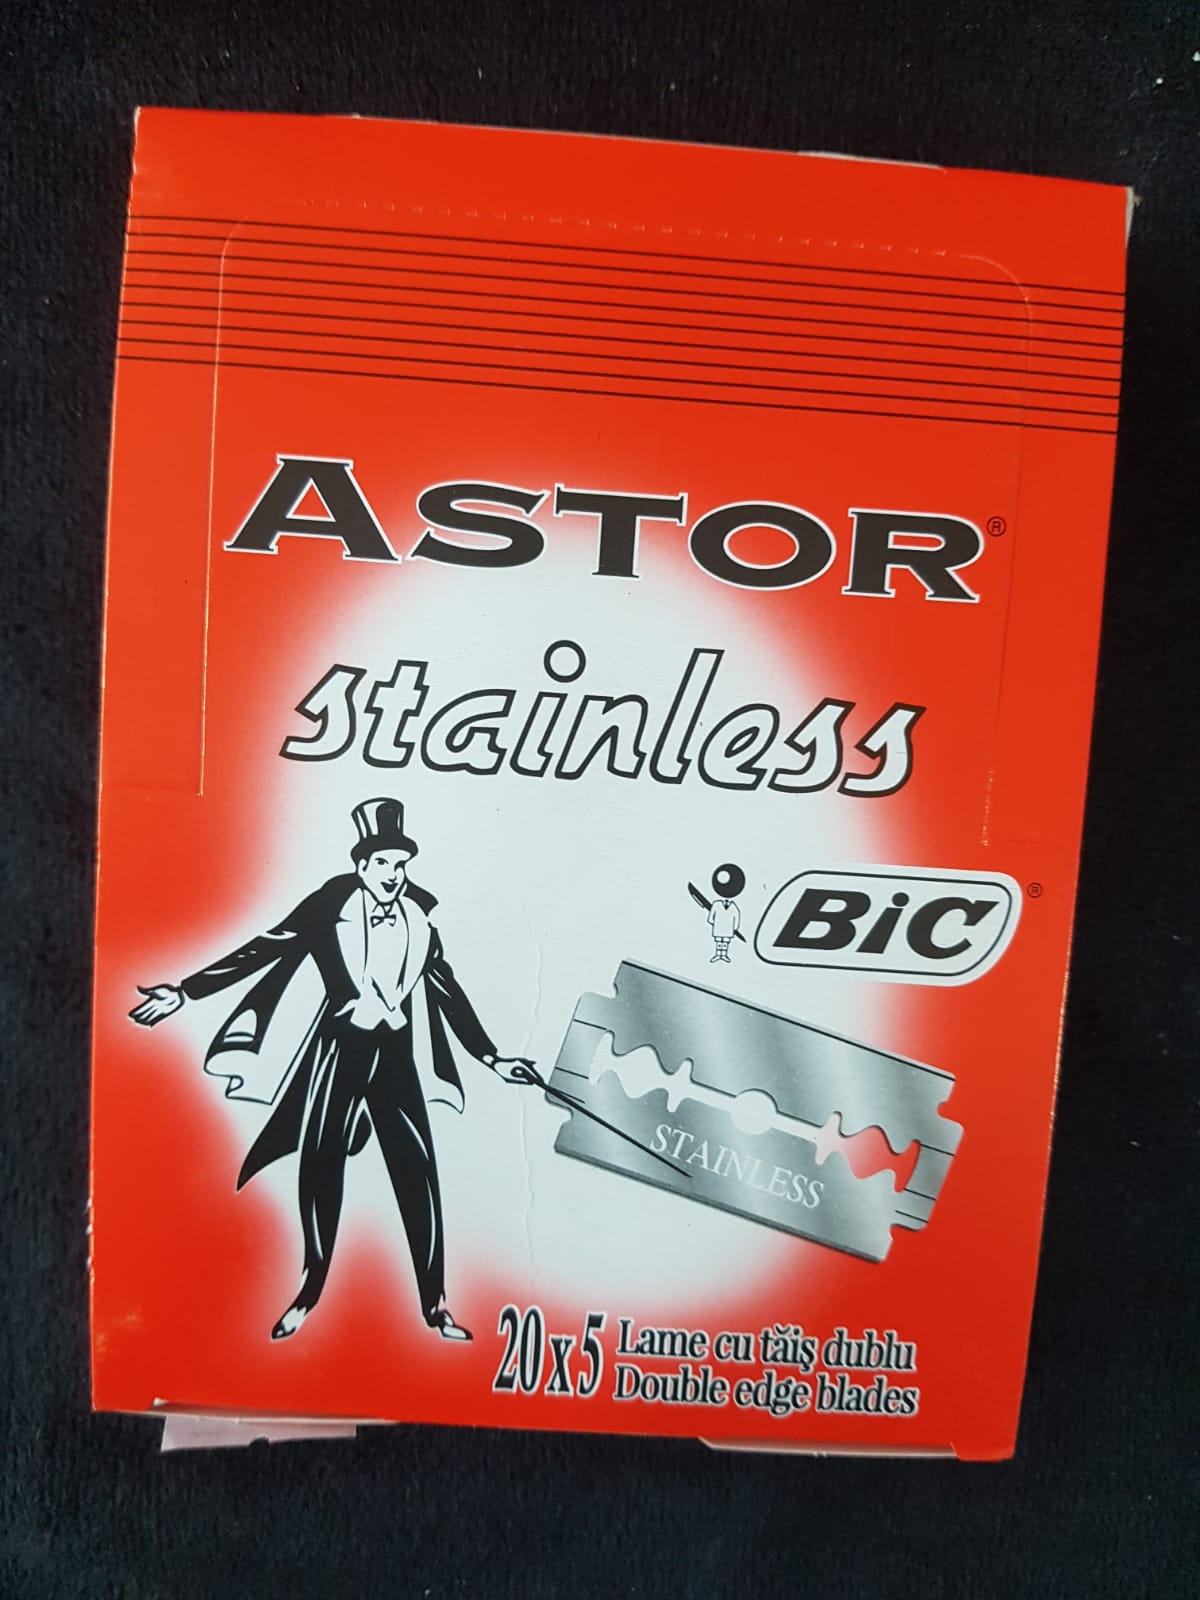 ASTOR®
stainless
BiC®
STAINLESS
20x5 Lame cu tăiş dublu
Double edge blades